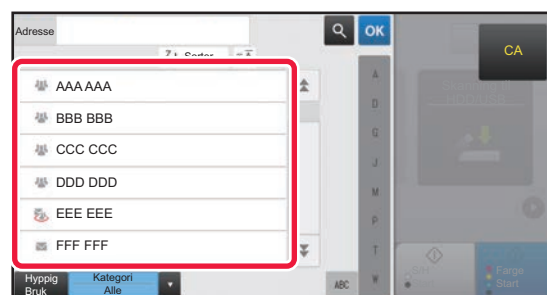 Adresse
OK
CA
Sorter
AAA AAA
BBB BBB
CCC CCC
DDD DDD
EEE EEE
FFF FFF
A
D
G
J
M
P
T
W
ABC
Hyppig
Bruk
Kategori
Alle
Farge
Start